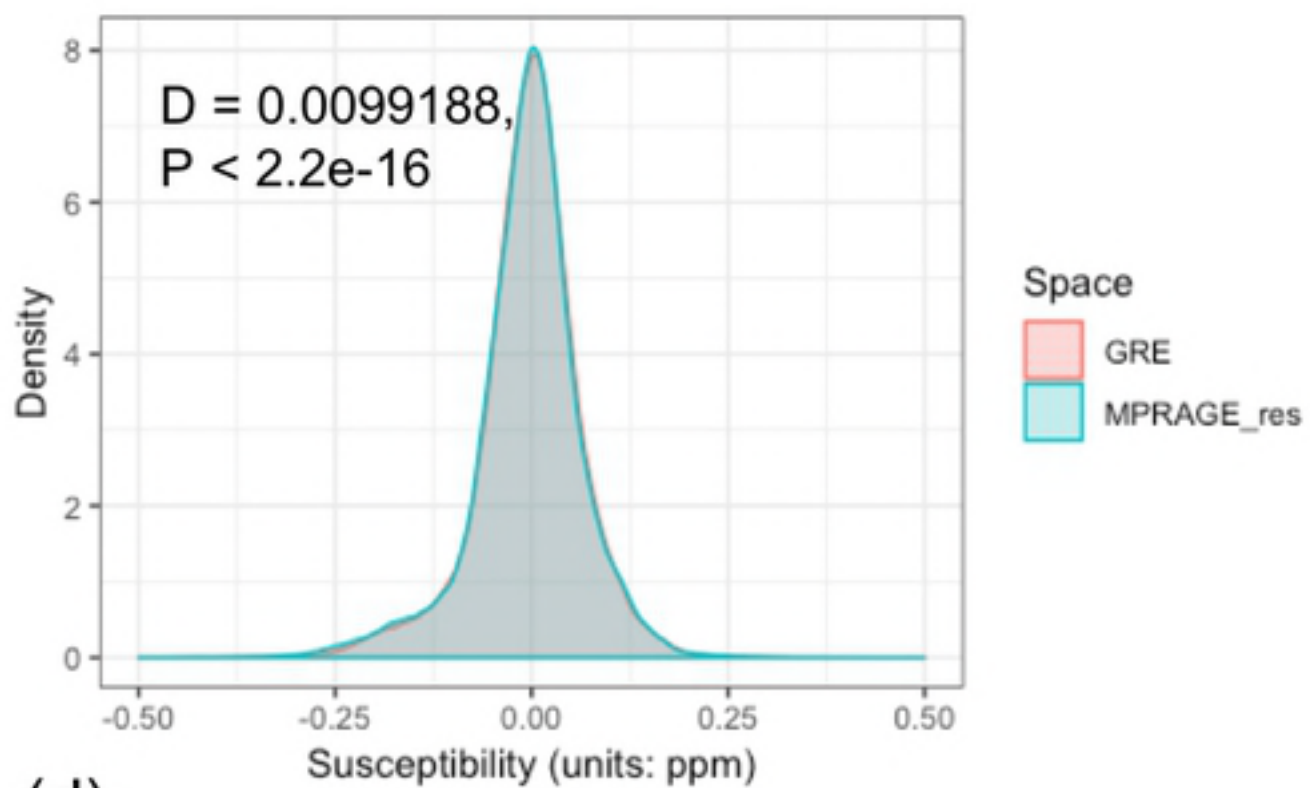 8
D = 0.0099188,
P < 2.2e-16
6
4
2
0
Density
-0.50 -0.25 0.00 0.25 0.50
Susceptibility (units: ppm)
Space
GRE
MPRAGE_res